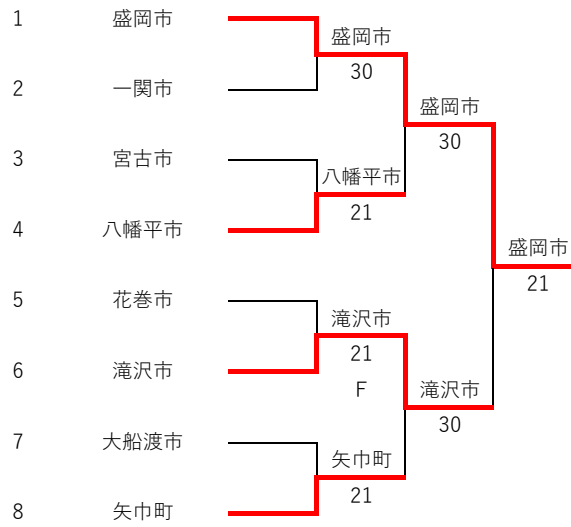 1 盛岡市
盛岡市
30
2 一関市
盛岡市
30
3 宮古市
八幡平市
21
4 八幡平市
盛岡市
21
5 花巻市
滝沢市
21
F
6 滝沢市
滝沢市
30
7 大船渡市
矢巾町
21
8 矢巾町